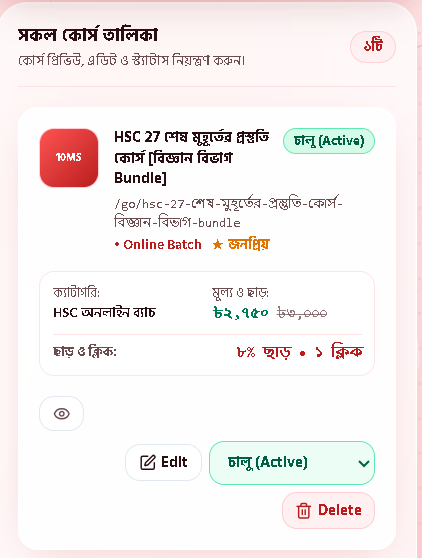 সকল কোর্স তালিকা
কোর্স প্রিভিউ, এডিট ও স্ট্যাটাস নিয়ন্ত্রণ করুন।
১টি
10MS
HSC 27 শেষ মুহূর্তের প্রস্তুতি
কোর্স [বিজ্ঞান বিভাগ
Bundle]
চালু (Active)
/go/hsc-27-শেষ-মুহূর্তের-প্রস্তুতি-কোর্স-
বিজ্ঞান-বিভাগ-bundle
• Online Batch ★ জনপ্রিয়
ক্যাটাগরি: মূল্য ও ছাড়:
HSC অনলাইন ব্যাচ ৳২,৭৫০ ৳৩,০০০
ছাড় ও ক্লিক: ৮% ছাড় • ১ ক্লিক
Edit চালু (Active)
Delete